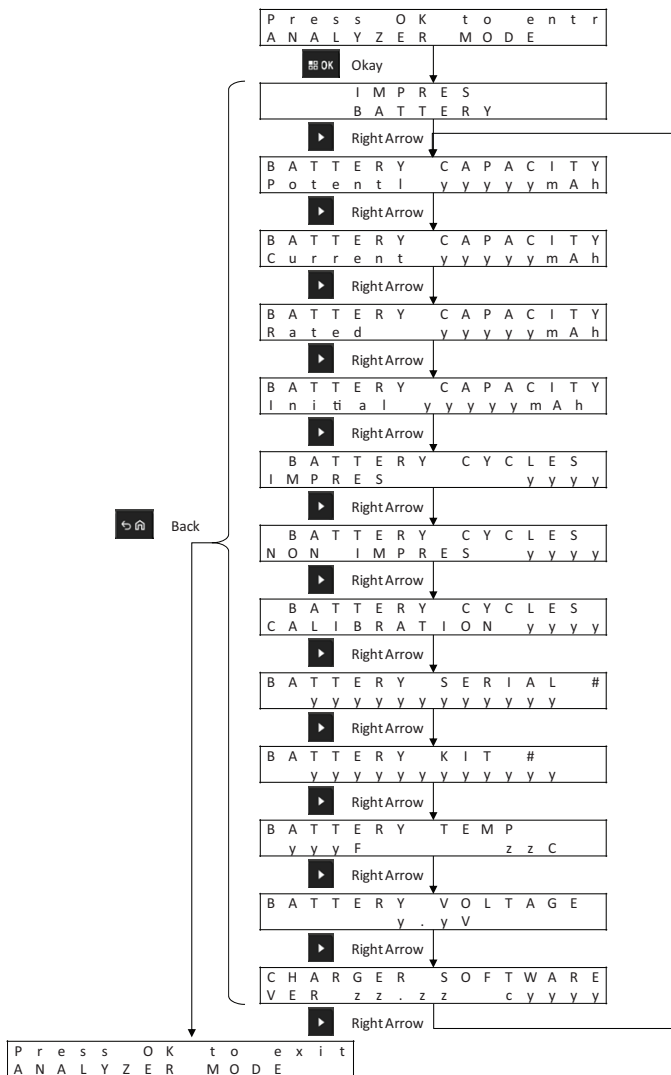 Press OK to entr
ANALYZER MODE
OK Okay
IMPRES
BATTERY
Right Arrow
BATTERY CAPACITY
Potentl yyyyymAh
Right Arrow
BATTERY CAPACITY
Current yyyyymAh
Right Arrow
BATTERY CAPACITY
Rated yyyyymAh
Right Arrow
BATTERY CAPACITY
Initial yyyyymAh
Right Arrow
BATTERY CYCLES
IMPRES yyyy
Right Arrow
Back
BATTERY CYCLES
NON IMPRES yyyy
Right Arrow
BATTERY CYCLES
CALIBRATION yyyy
Right Arrow
BATTERY SERIAL #
yyyyyyyyyyyy
Right Arrow
BATTERY KIT #
yyyyyyyyyyyy
Right Arrow
BATTERY TEMP
yyyF zzC
Right Arrow
BATTERY VOLTAGE
y.yV
Right Arrow
CHARGER SOFTWARE
VER zz.zz cyyyy
Right Arrow
Press OK to exit
ANALYZER MODE